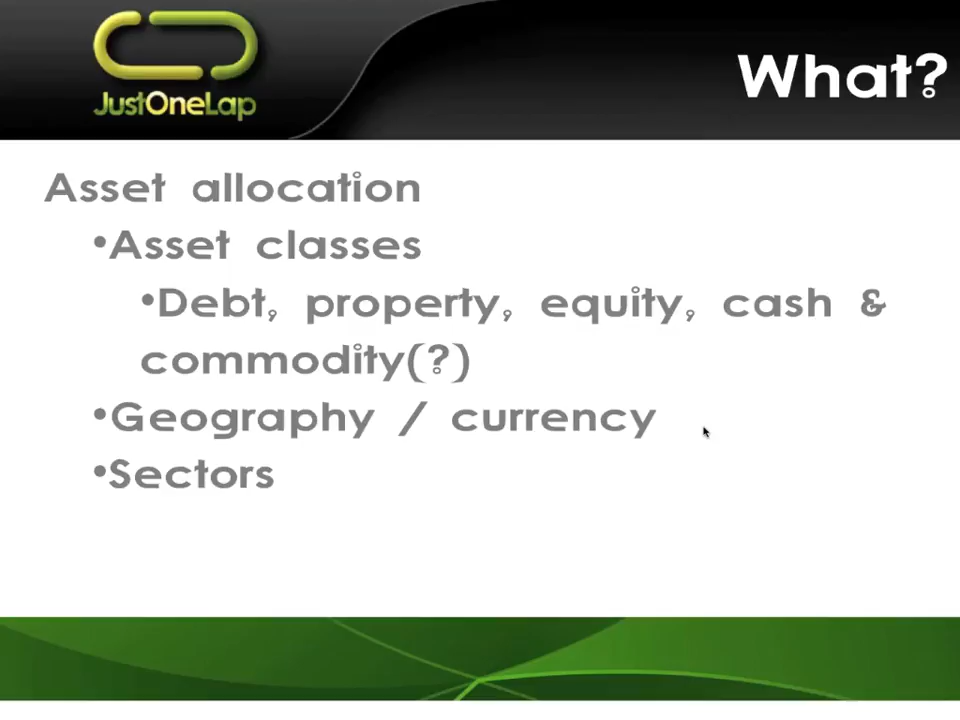 JustOneLap
What?
Asset allocation
•Asset classes
•Debt, property, equity, cash &
commodity(?)
•Geography / currency
•Sectors